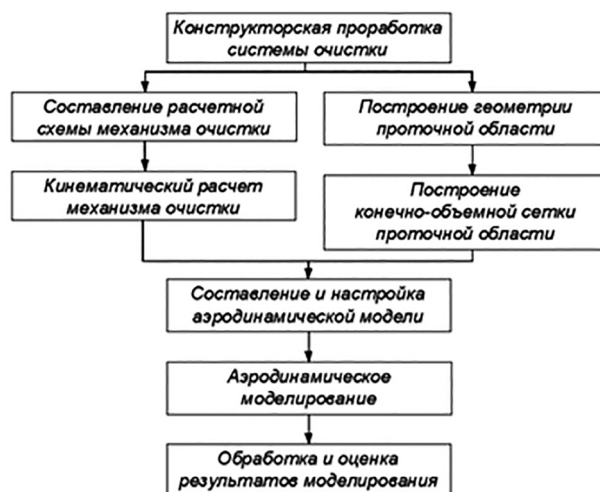 Конструкторская проработка
системы очистки
Составление расчетной
схемы механизма очистки
Кинематический расчет
механизма очистки
Построение геометрии
проточной области
Построение
конечно-объемной сетки
проточной области
Составление и настройка
аэродинамической модели
Аэродинамическое
моделирование
Обработка и оценка
результатов моделирования